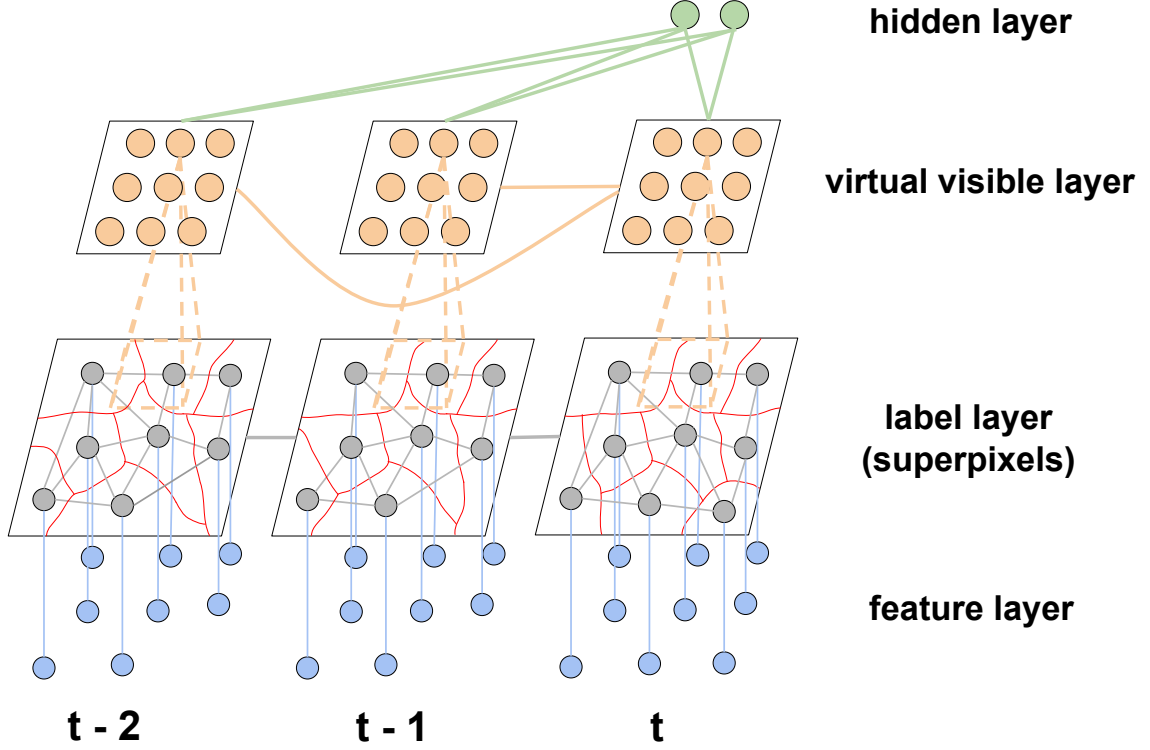 hidden layer
virtual visible layer
label layer
(superpixels)
feature layer
t - 2
t - 1
t